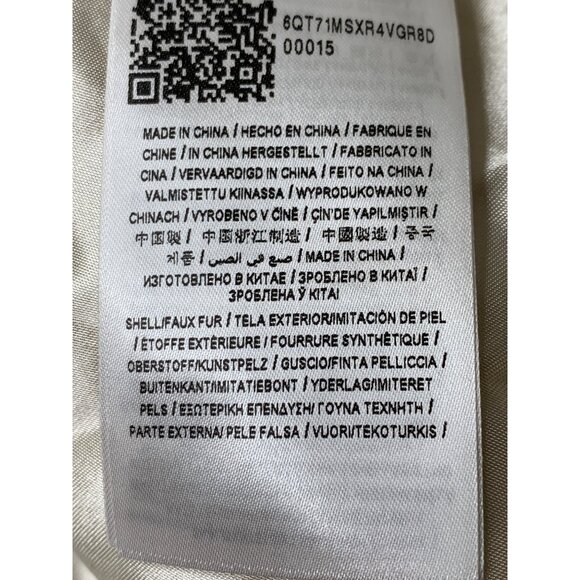 6QT71MSXR4VGR8D
00015
MADE IN CHINA / HECHO EN CHINA / FABRIQUE EN
CHINE / IN CHINA HERGESTELLT / FABBRICATO IN
CINA / VERVAARDIGD IN CHINA / FEITO NA CHINA /
VALMISTETTU KIINASSA / WYPRODUKOWANO W
CHINACH / VYROBENO V ČÍNĚ / ÇİN'DE YAPILMIŞTIR /
中国製 / 中国浙江制造 / 中國製造 / 중국
제품 / صنع في الصين / MADE IN CHINA /
ИЗГОТОВЛЕНО В КИТАЕ / ЗРОБЛЕНО В КИТАЇ /
ЗРОБЛЕНА Ў КІТАІ
SHELL/FAUX FUR / TELA EXTERIOR/IMITACIÓN DE PIEL
/ ÉTOFFE EXTÉRIEURE / FOURRURE SYNTHÉTIQUE /
OBERSTOFF/KUNSTPELZ / GUSCIO/FINTA PELLICCIA /
BUITENKANT/IMITATIEBONT / YDERLAG/IMITERET
PELS / ΕΞΩΤΕΡΙΚΗ ΕΠΕΝΔΥΣΗ/ ΓΟΥΝΑ ΤΕΧΝΗΤΗ /
PARTE EXTERNA/ PELE FALSA / VUORI/TEKOTURKIS /